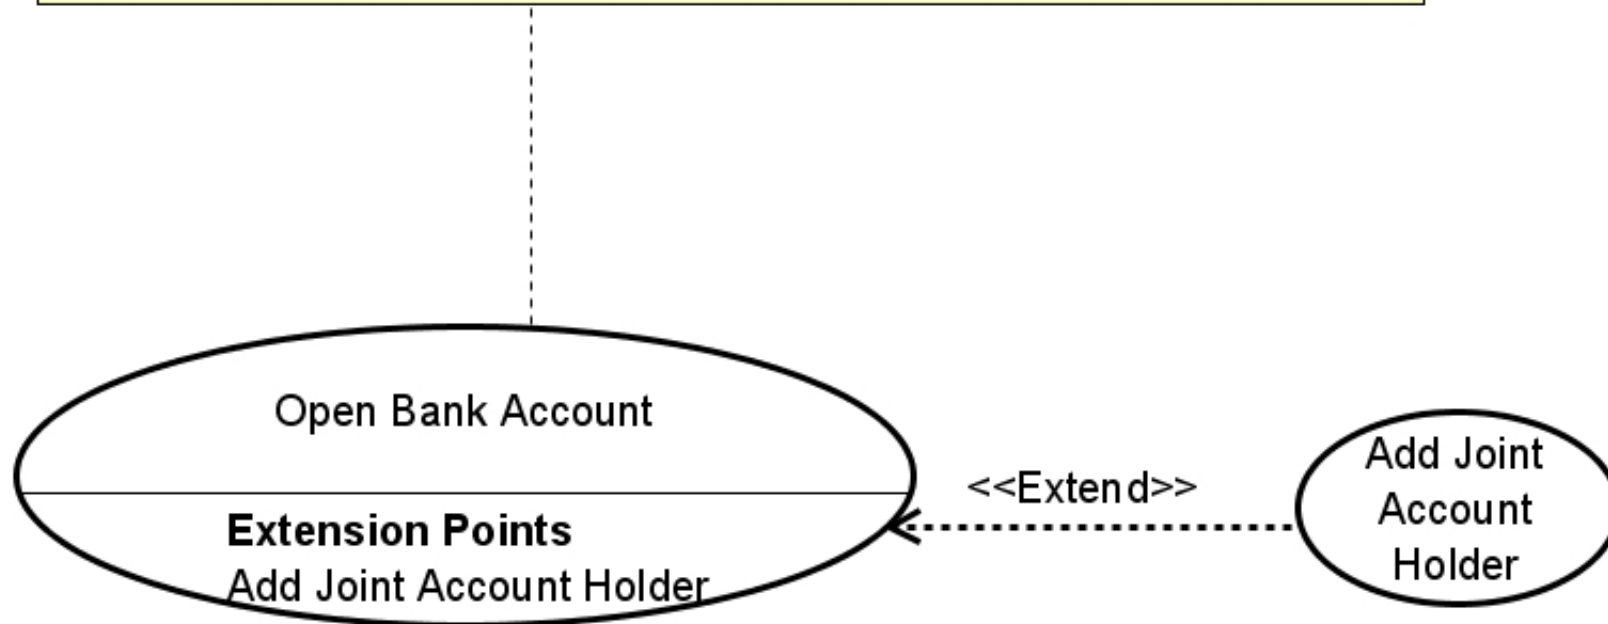 Open Bank Account
Extension Points
Add Joint Account Holder
<<Extend>>
Add Joint
Account
Holder